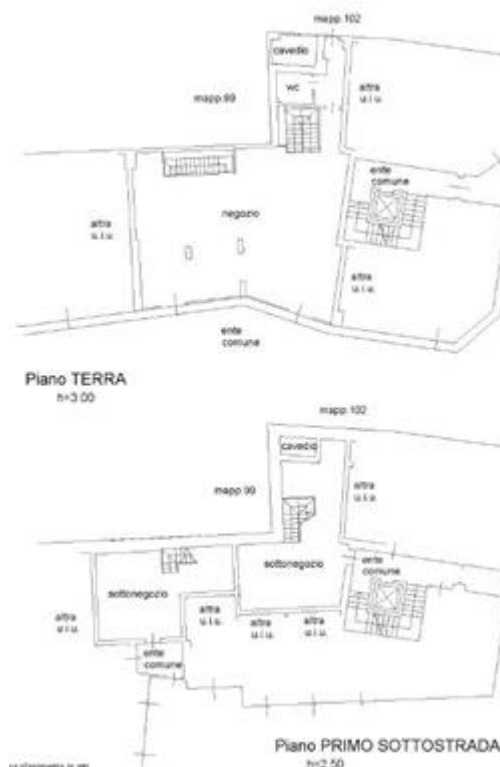 mapp.102
cavedio
wc
mapp.99
altra
u.i.u.
ente
comune
negozio
altra
u.i.u.
altra
u.i.u.
ente
comune
Piano TERRA
h=3.00
mapp.102
cavedio
mapp.99
altra
u.i.u.
sottonegozio
ente
comune
sottonegozio
altra
u.i.u.
altra
u.i.u.
altra
u.i.u.
altra
u.i.u.
ente
comune
Piano PRIMO SOTTOSTRADA
h=2.50